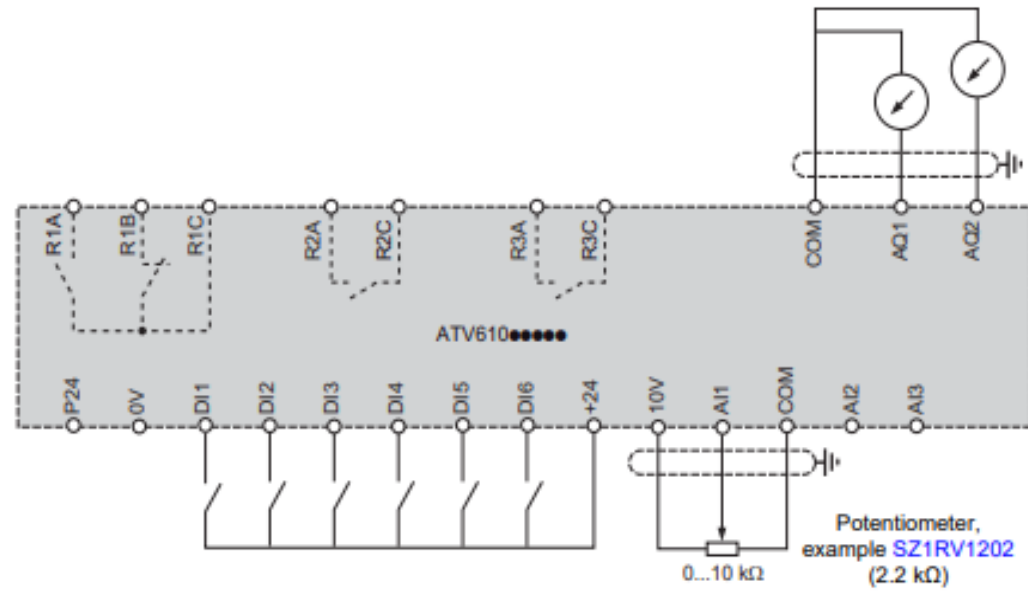 R1A
R1B
R1C
R2A
R2C
R3A
R3C
COM
AQ1
AQ2
ATV610●●●●●
P24
0V
DI1
DI2
DI3
DI4
DI5
DI6
+24
10V
AI1
COM
AI2
AI3
0...10 kΩ
Potentiometer,
example SZ1RV1202
(2.2 kΩ)